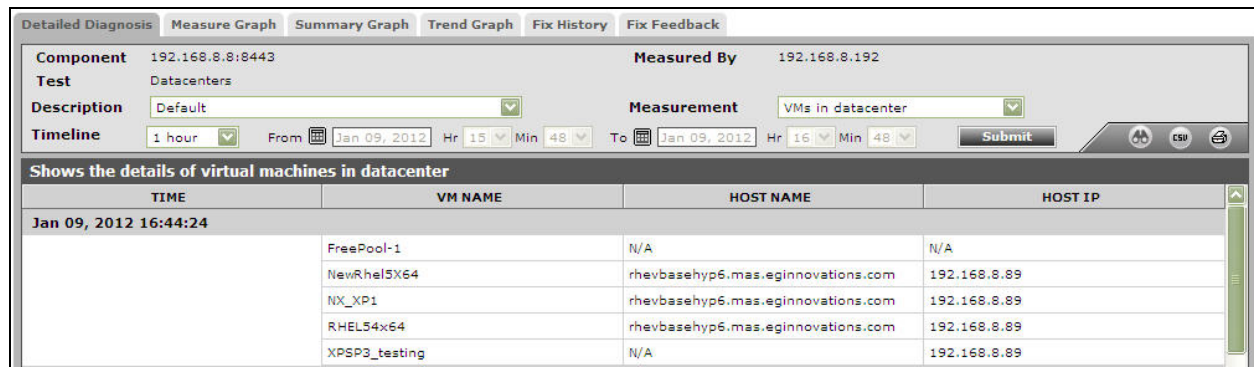 Detailed Diagnosis Measure Graph Summary Graph Trend Graph Fix History Fix Feedback
Component 192.168.8.8:8443 Measured By 192.168.8.192
Test Datacenters
Description Default Measurement VMs in datacenter
Timeline 1 hour From Jan 09, 2012 Hr 15 Min 48 To Jan 09, 2012 Hr 16 Min 48 Submit CSV
Shows the details of virtual machines in datacenter
TIME VM NAME HOST NAME HOST IP
Jan 09, 2012 16:44:24
FreePool-1 N/A N/A
NewRhel5X64 rhevbasehyp6.mas.eginnovations.com 192.168.8.89
NX_XP1 rhevbasehyp6.mas.eginnovations.com 192.168.8.89
RHEL54x64 rhevbasehyp6.mas.eginnovations.com 192.168.8.89
XPSP3_testing N/A 192.168.8.89